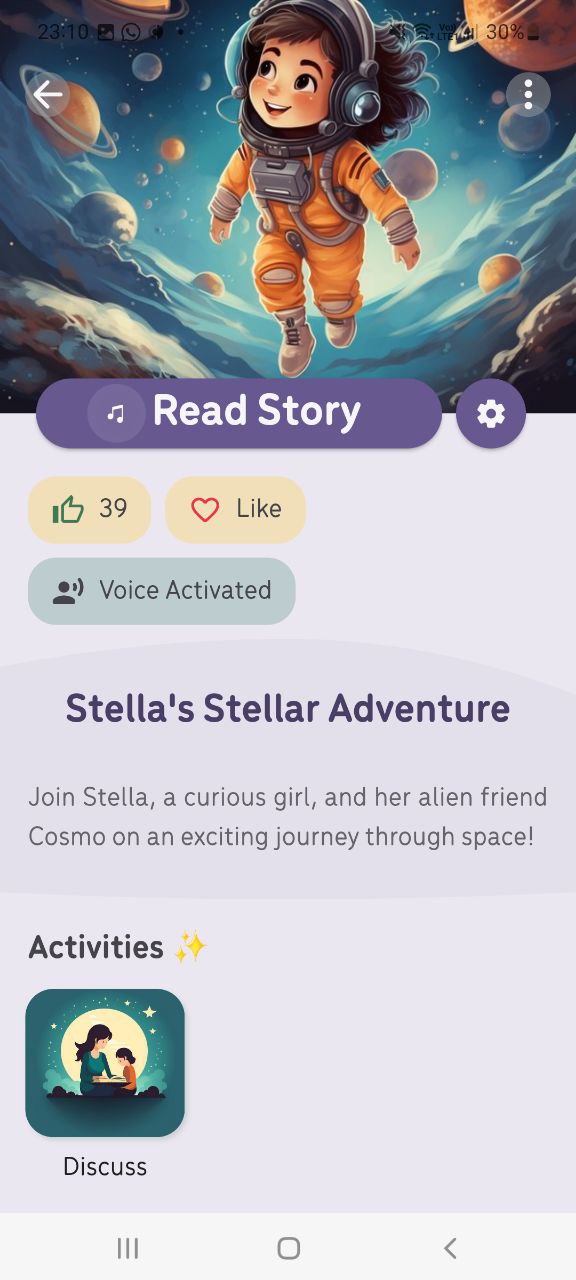 23:10
30%
Read Story
39
Like
Voice Activated
Stella's Stellar Adventure
Join Stella, a curious girl, and her alien friend
Cosmo on an exciting journey through space!
Activities ✨
Discuss